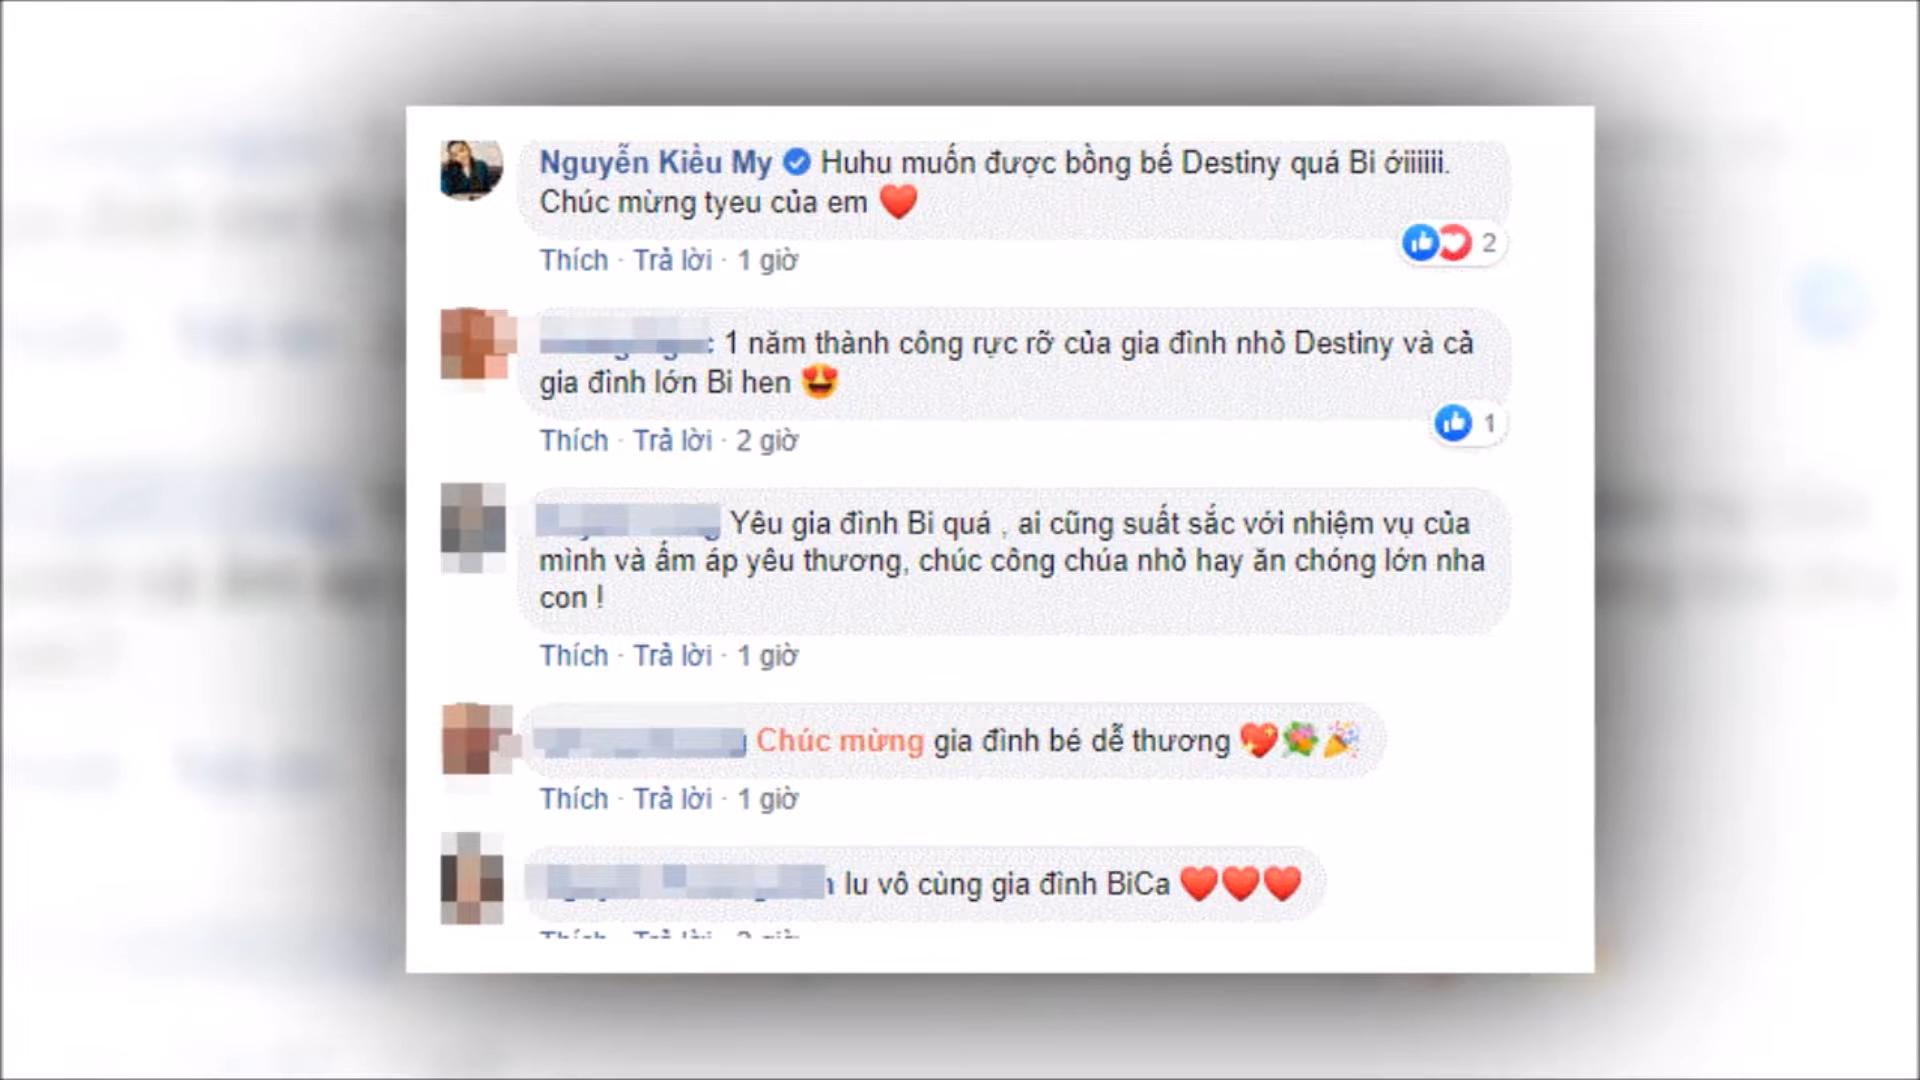 Nguyễn Kiều My Huhu muốn được bồng bế Destiny quá Bi ớiiiiii.
Chúc mừng tyeu của em
2
Thích · Trả lời · 1 giờ
1 năm thành công rực rỡ của gia đình nhỏ Destiny và cả
gia đình lớn Bi hen
1
Thích · Trả lời · 2 giờ
Yêu gia đình Bi quá , ai cũng suất sắc với nhiệm vụ của
mình và ấm áp yêu thương, chúc công chúa nhỏ hay ăn chóng lớn nha
con !
Thích · Trả lời · 1 giờ
Chúc mừng gia đình bé dễ thương
Thích · Trả lời · 1 giờ
lu vô cùng gia đình BiCa